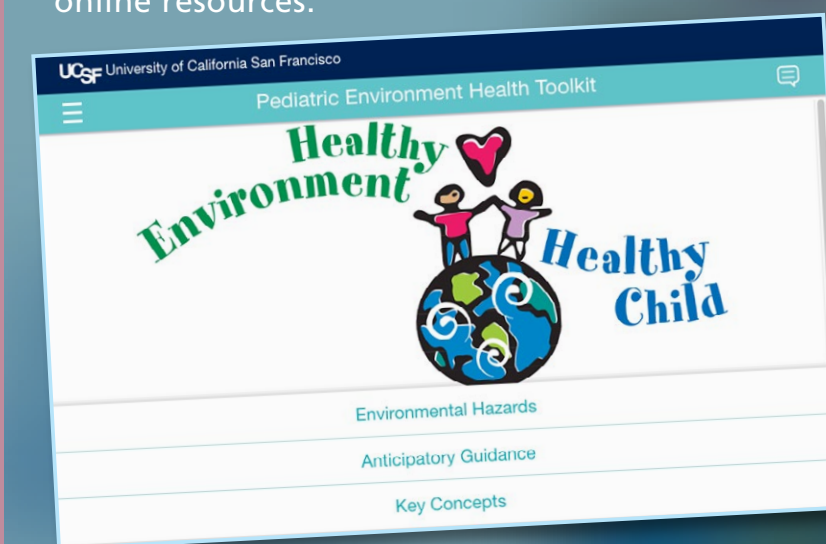 online resources.
UCSF University of California San Francisco
Pediatric Environment Health Toolkit
Healthy
Environment
Healthy
Child
Environmental Hazards
Anticipatory Guidance
Key Concepts